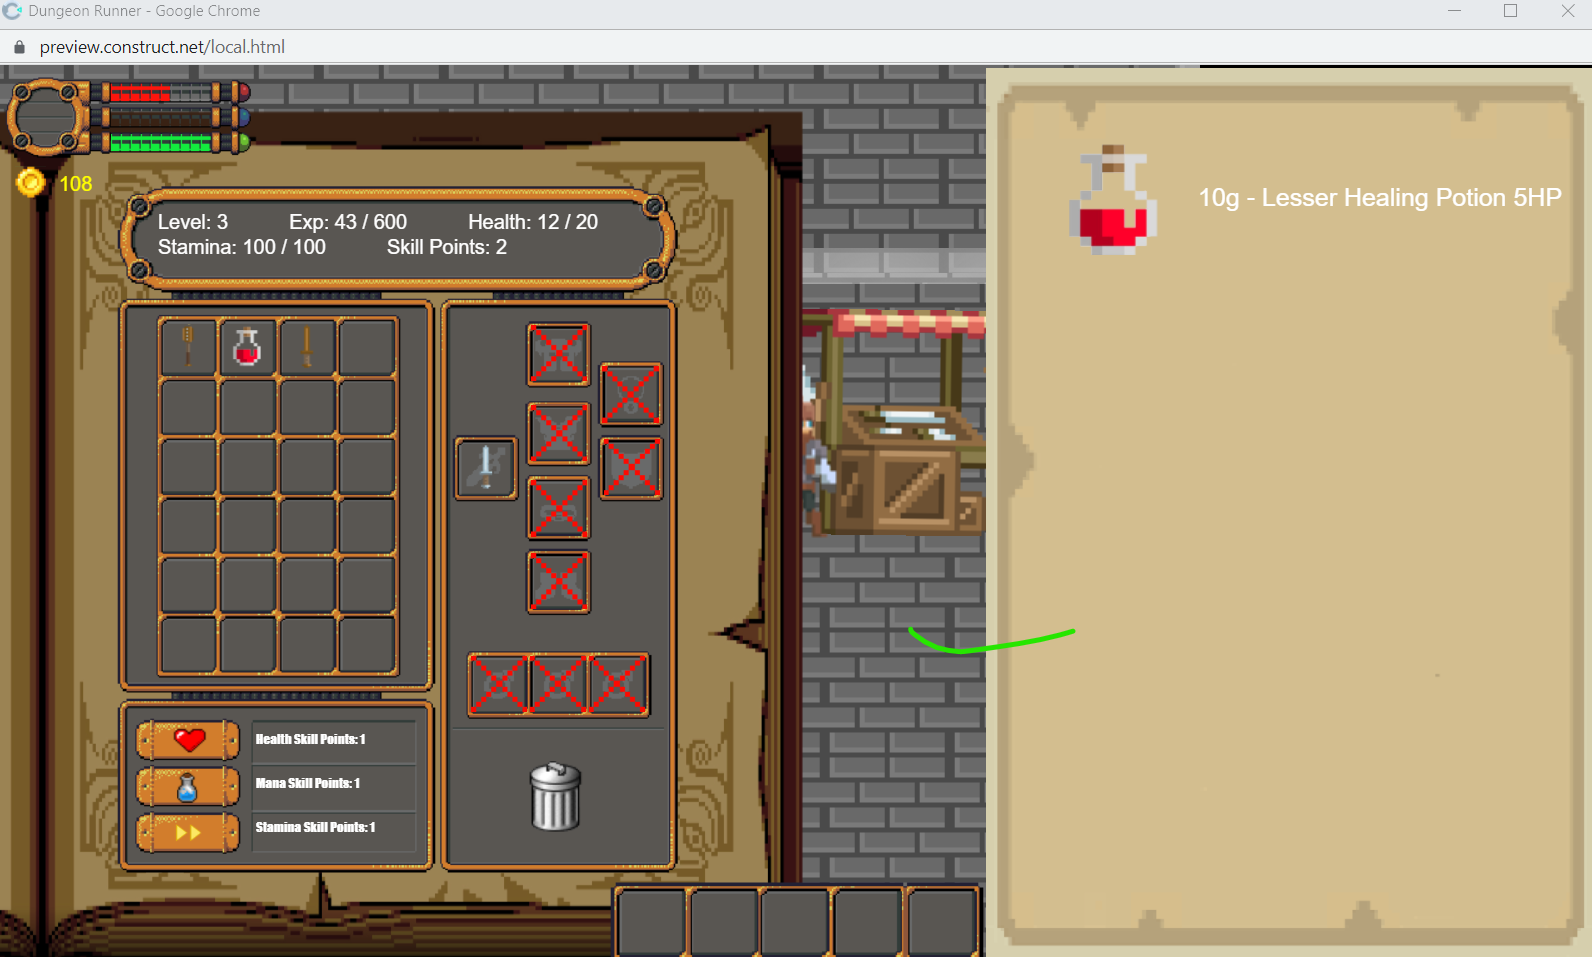 Dungeon Runner - Google Chrome
preview.construct.net/local.html
108
Level: 3 Exp: 43 / 600 Health: 12 / 20
Stamina: 100 / 100 Skill Points: 2
10g - Lesser Healing Potion 5HP
Health Skill Points: 1
Mana Skill Points: 1
Stamina Skill Points: 1